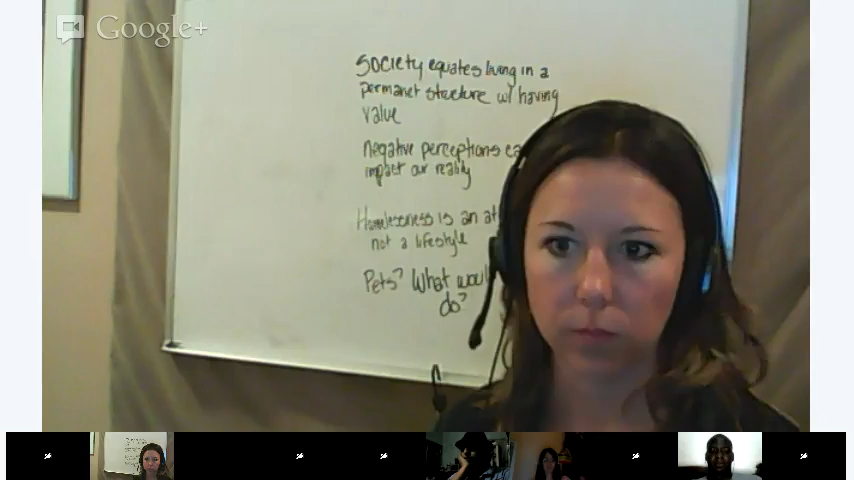 Google+
Society equates living in a
permanet structure w/ having
value
Negative perceptions
impact our reality
Homelessness is an
not a lifestyle
Pets? What
do?